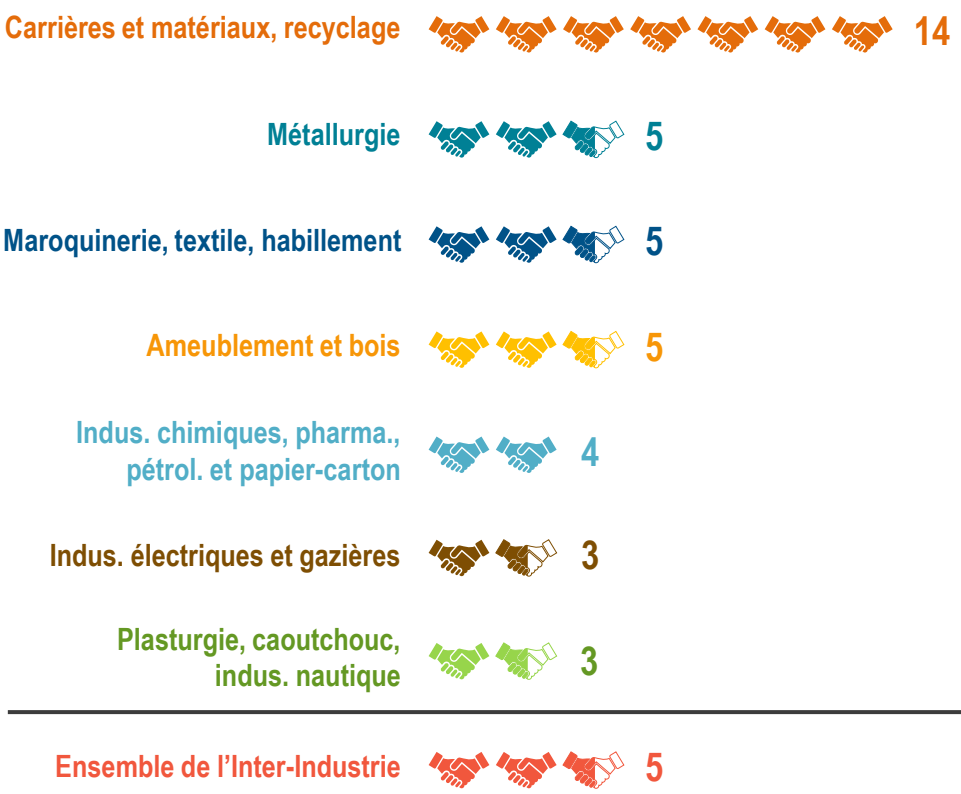 Carrières et matériaux, recyclage 14
Métallurgie 5
Maroquinerie, textile, habillement 5
Ameublement et bois 5
Indus. chimiques, pharma.,
pétrol. et papier-carton 4
Indus. électriques et gazières 3
Plasturgie, caoutchouc,
indus. nautique 3
Ensemble de l’Inter-Industrie 5